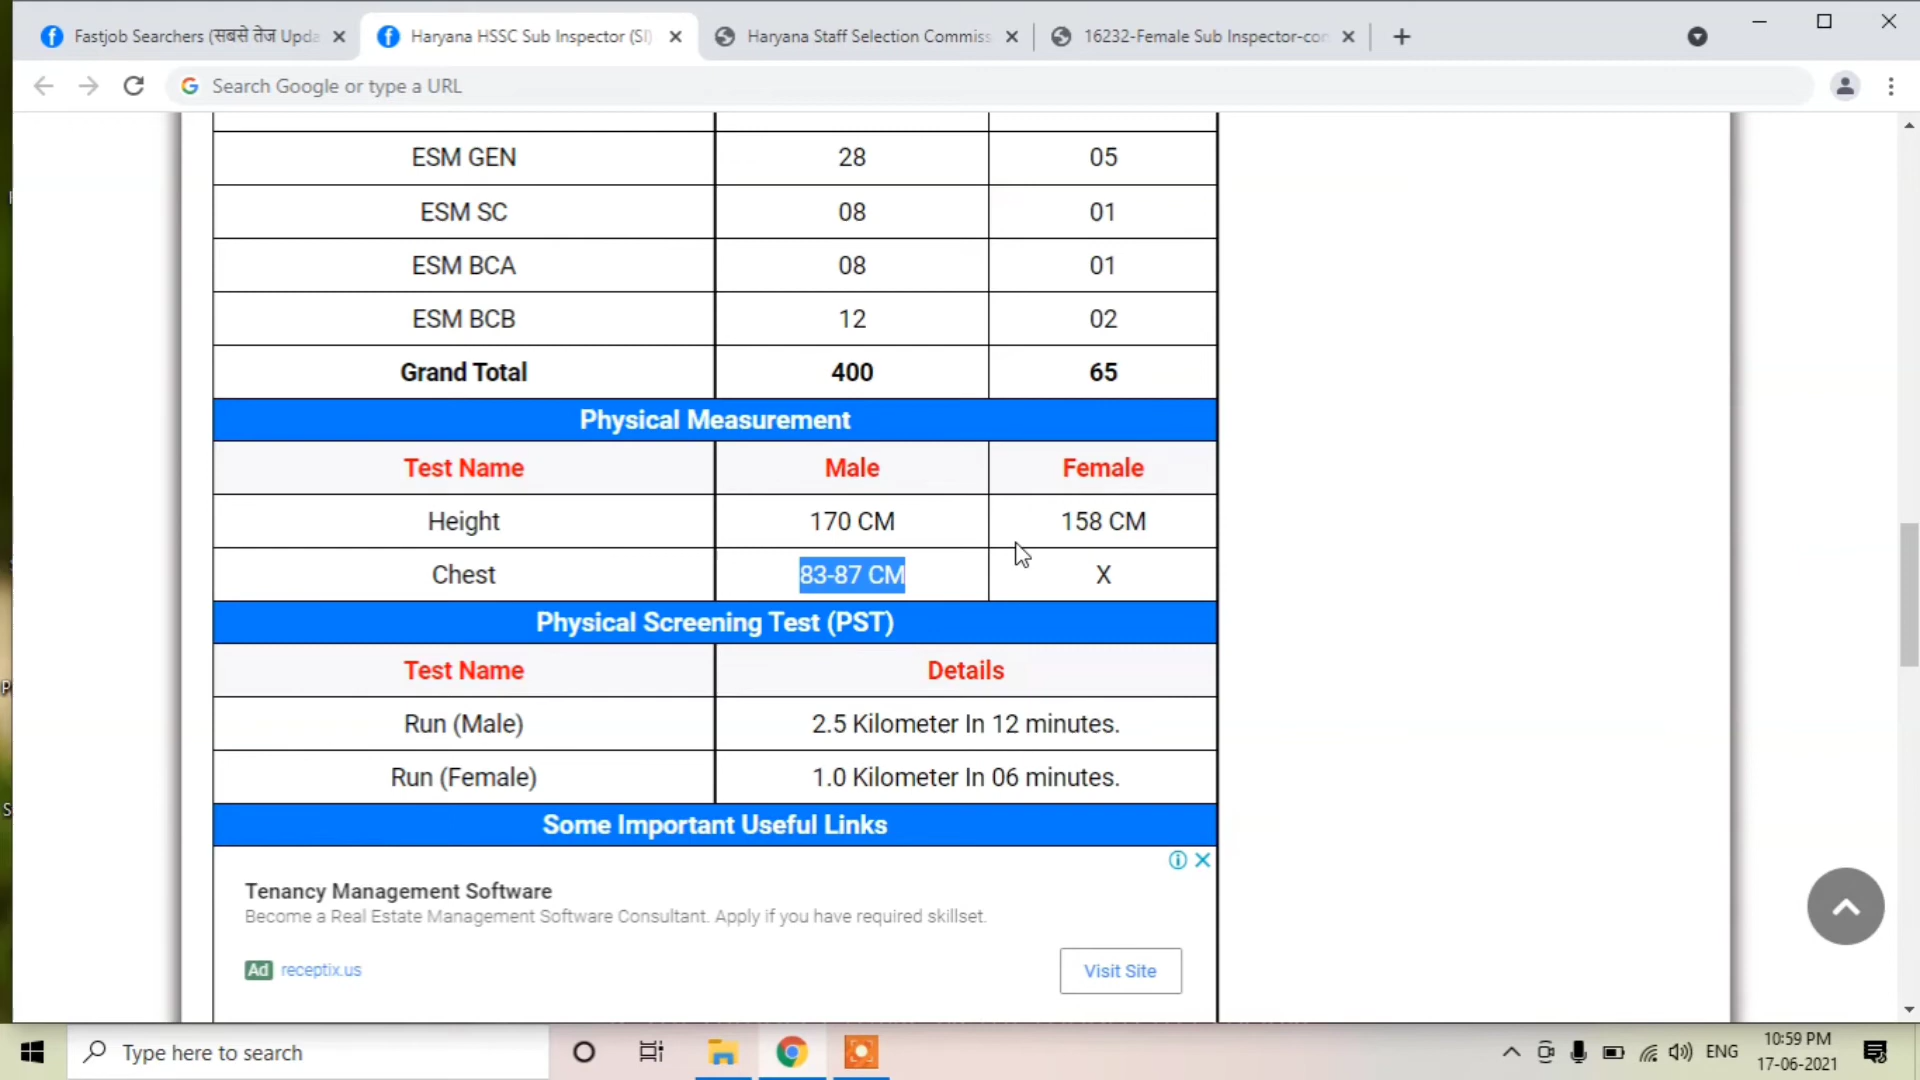 Fastjob Searchers (सबसे तेज Upda
Haryana HSSC Sub Inspector (SI)
Haryana Staff Selection Commiss
16232-Female Sub Inspector-con
Search Google or type a URL
ESM GEN 28 05
ESM SC 08 01
ESM BCA 08 01
ESM BCB 12 02
Grand Total 400 65
Physical Measurement
Test Name Male Female
Height 170 CM 158 CM
Chest 83-87 CM X
Physical Screening Test (PST)
Test Name Details
Run (Male) 2.5 Kilometer In 12 minutes.
Run (Female) 1.0 Kilometer In 06 minutes.
Some Important Useful Links
Tenancy Management Software
Become a Real Estate Management Software Consultant. Apply if you have required skillset.
Ad receptix.us
Visit Site
Type here to search
ENG
10:59 PM
17-06-2021